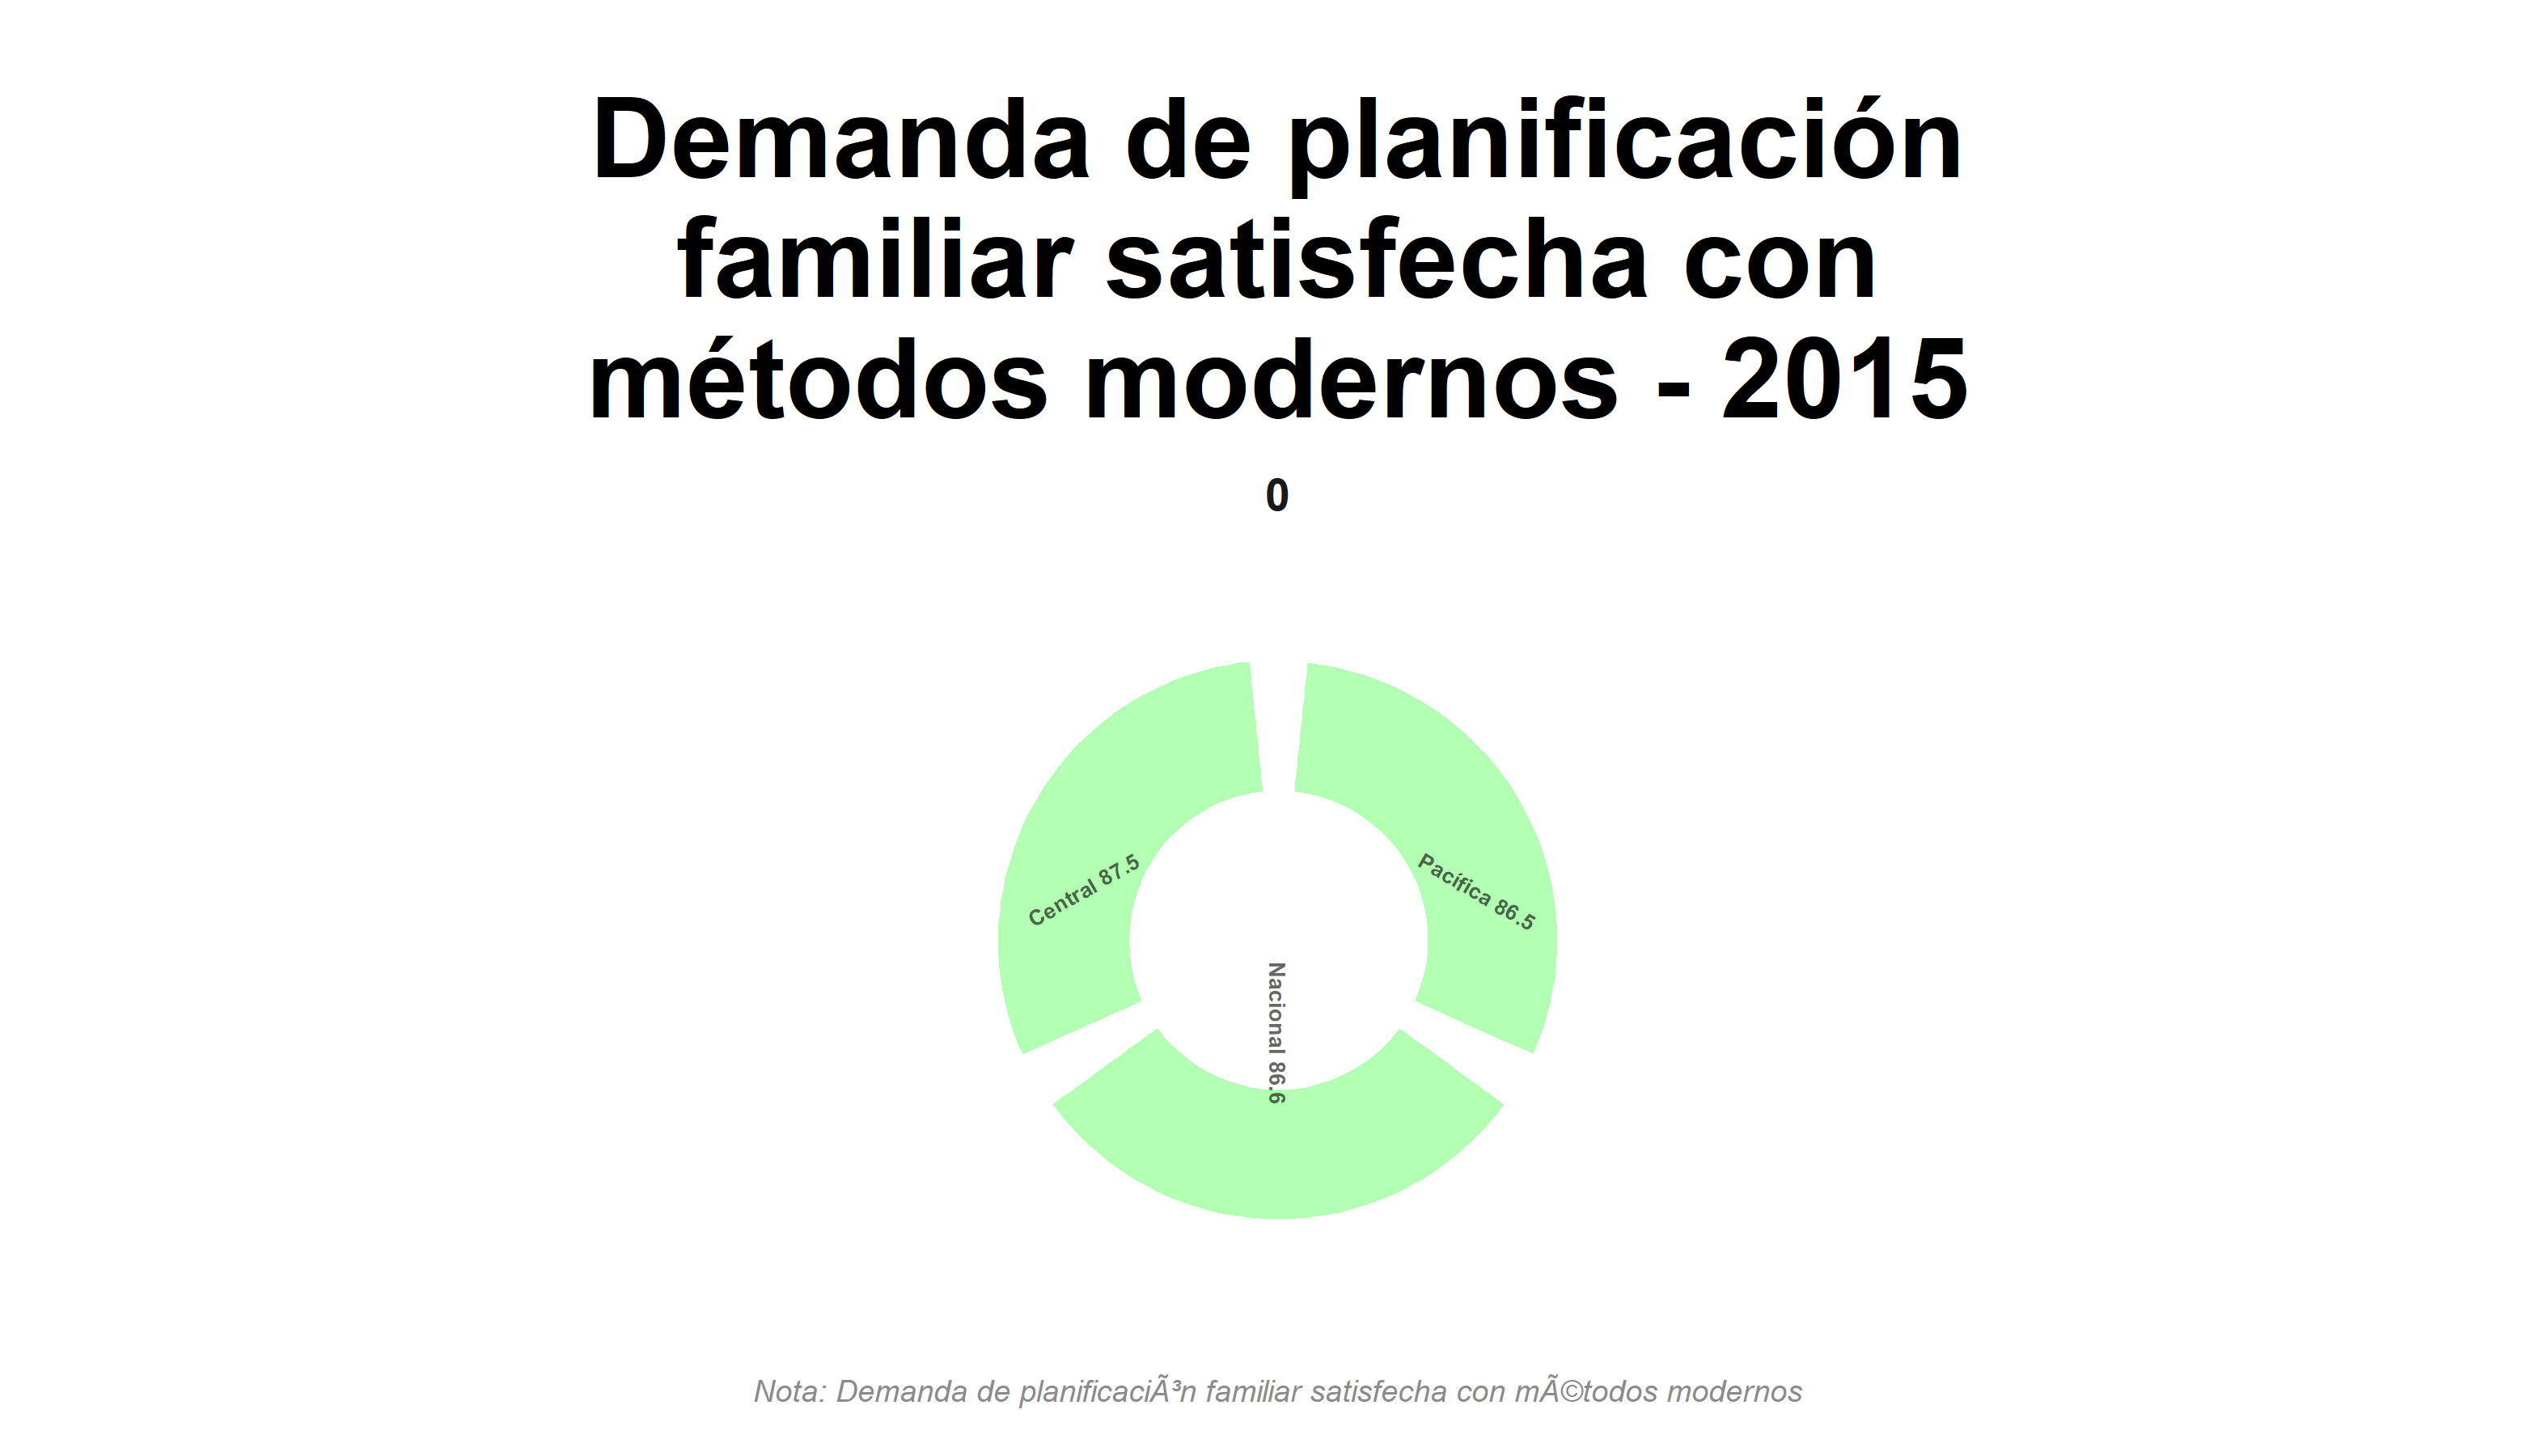 Demanda de planificación
familiar satisfecha con
métodos modernos - 2015
0
Central 87.5
Pacífica 86.5
Nacional 86.6
Nota: Demanda de planificaciÃ³n familiar satisfecha con mÃ©todos modernos